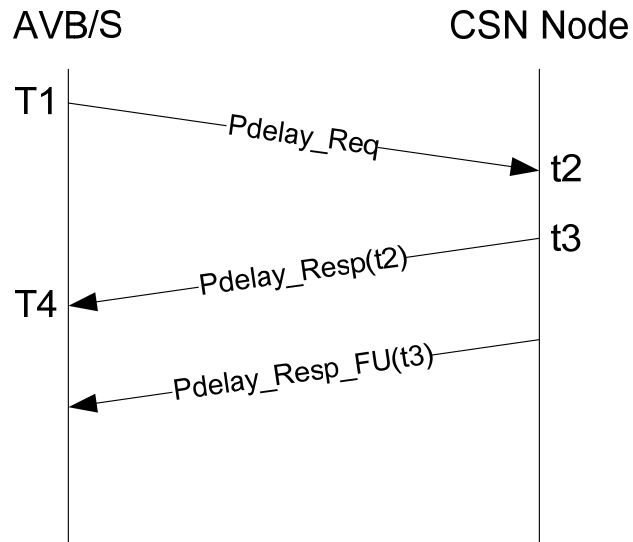 AVB/S
CSN Node
T1
Pdelay_Req
t2
t3
Pdelay_Resp(t2)
T4
Pdelay_Resp_FU(t3)